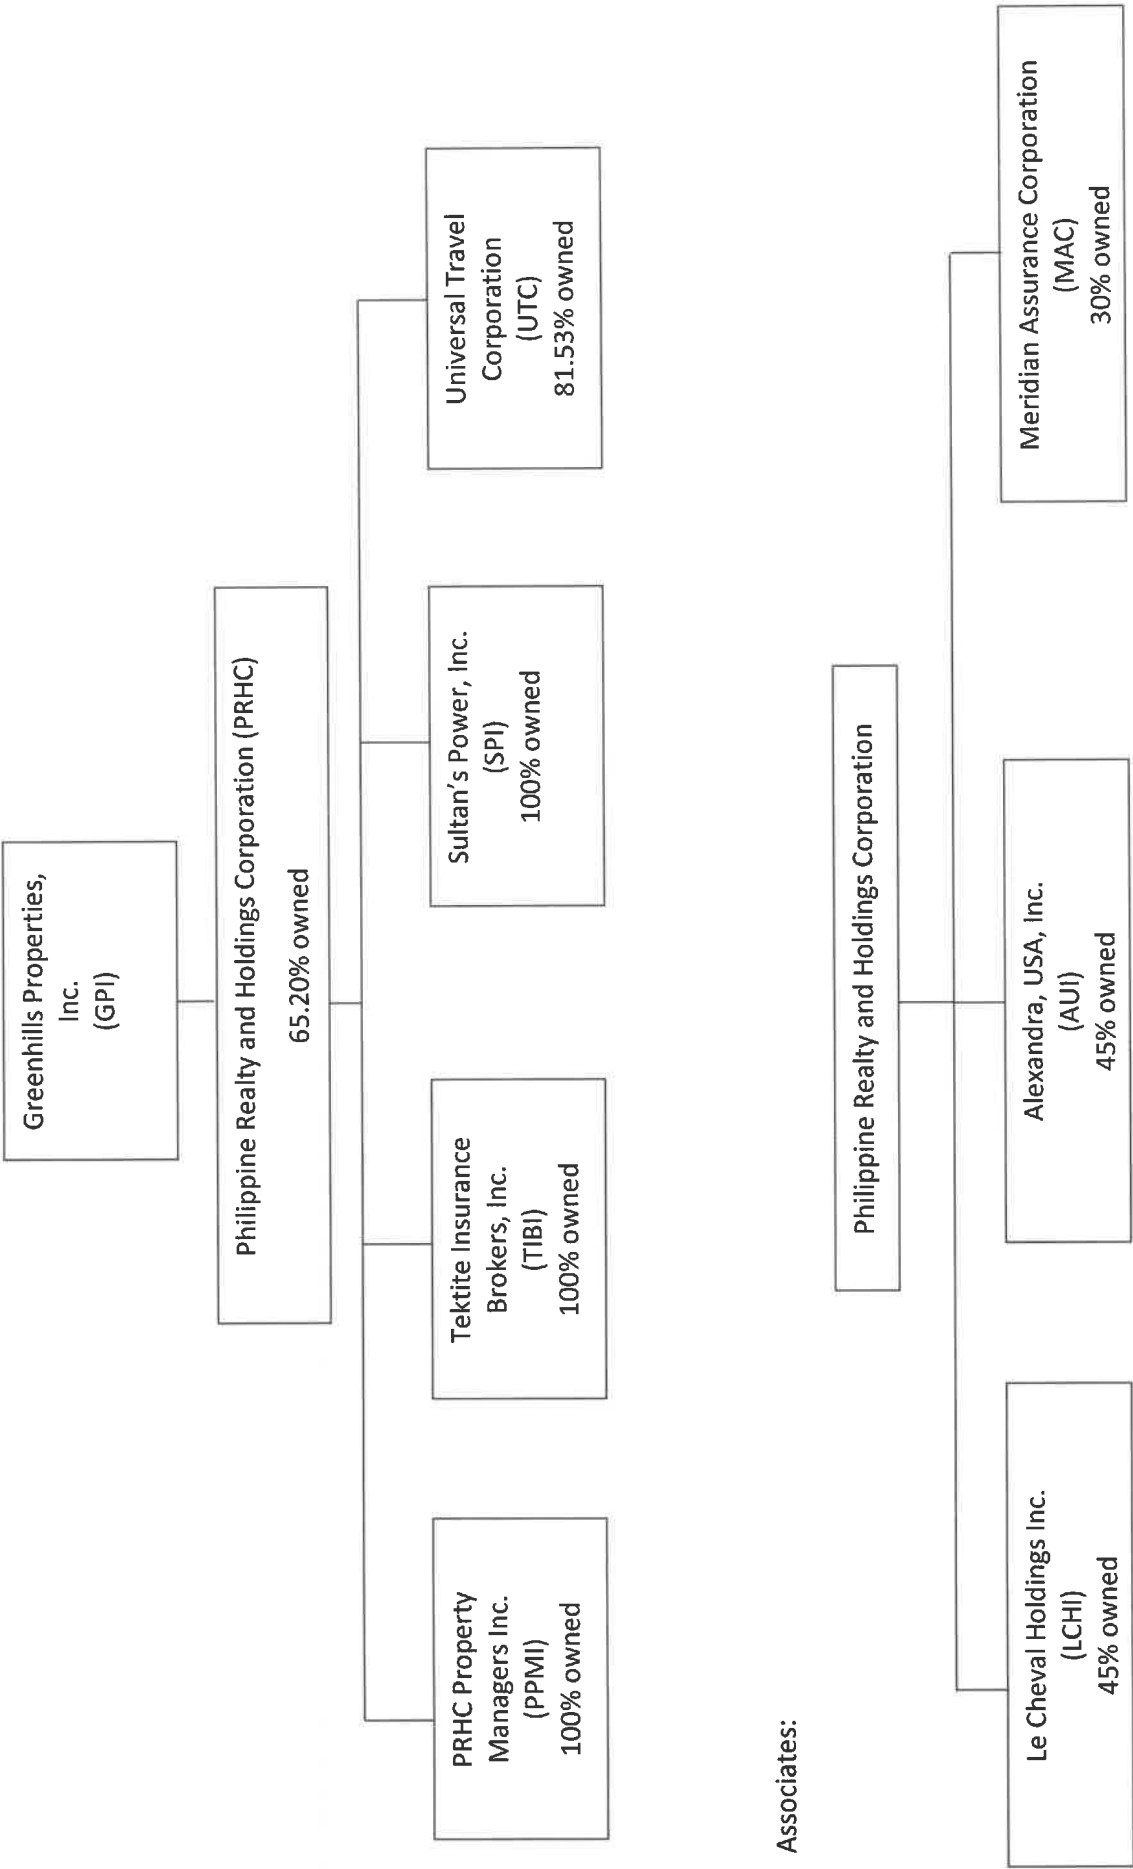 Greenhills Properties,
Inc.
(GPI)
Philippine Realty and Holdings Corporation (PRHC)
65.20% owned
PRHC Property
Managers Inc.
(PPMI)
100% owned
Tektite Insurance
Brokers, Inc.
(TIBI)
100% owned
Sultan’s Power, Inc.
(SPI)
100% owned
Universal Travel
Corporation
(UTC)
81.53% owned
Associates:
Philippine Realty and Holdings Corporation
Le Cheval Holdings Inc.
(LCHI)
45% owned
Alexandra, USA, Inc.
(AUI)
45% owned
Meridian Assurance Corporation
(MAC)
30% owned